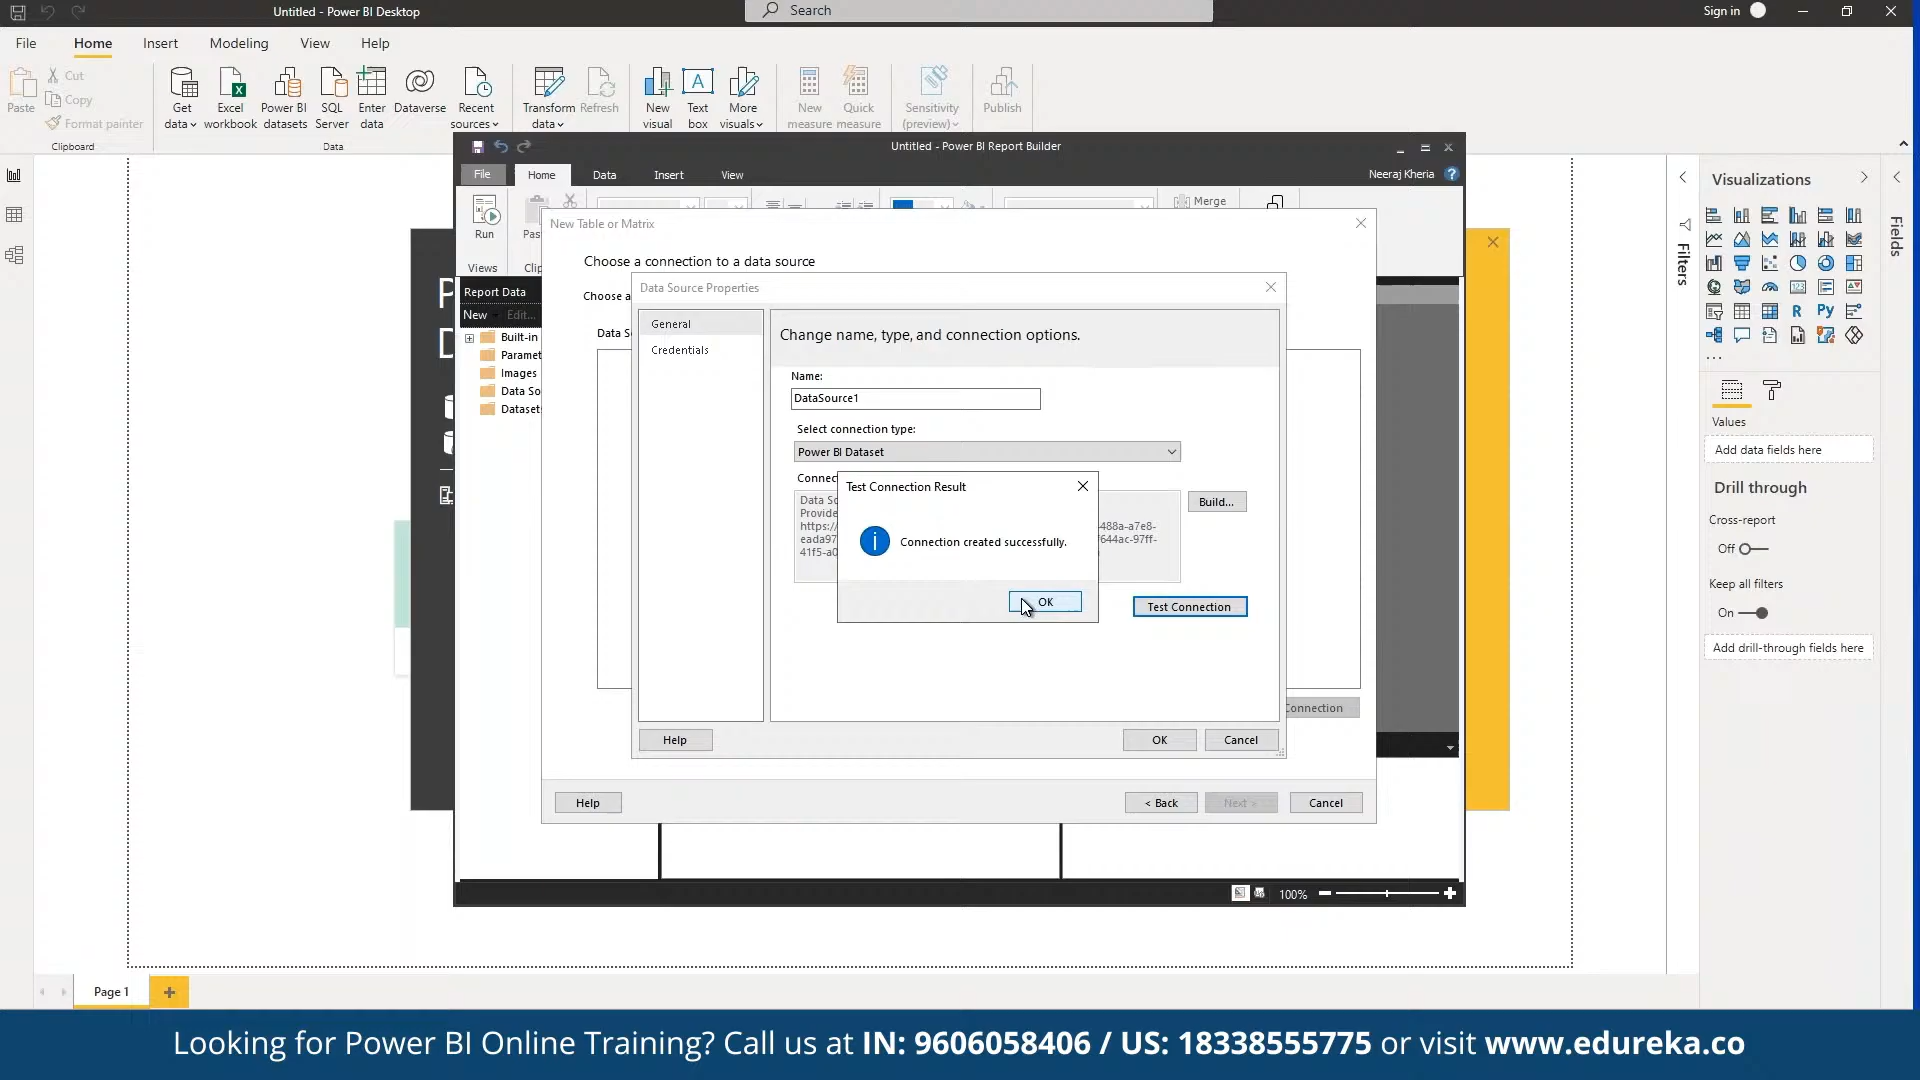 Untitled - Power BI Desktop
Search
Sign in
File
Home
Insert
Modeling
View
Help
Paste
Cut
Copy
Format painter
Clipboard
Get data
Excel workbook
Power BI datasets
SQL Server
Enter data
Dataverse
Recent sources
Data
Transform data
Refresh
New visual
Text box
More visuals
New measure
Quick measure
Sensitivity (preview)
Publish
Untitled - Power BI Report Builder
File
Home
Data
Insert
View
Neeraj Kheria
Run
Views
Merge
New Table or Matrix
Choose a connection to a data source
Choose a
Report Data
New
Edit...
Built-in
Images
Data Source Properties
General
Credentials
Change name, type, and connection options.
Name:
DataSource1
Select connection type:
Power BI Dataset
Build...
488a-a7e8-
644ac-97ff-
https:/
Test Connection Result
Connection created successfully.
OK
Test Connection
Connection
Help
OK
Cancel
Help
< Back
Next >
Cancel
100%
Visualizations
Filters
Fields
R
Py
Values
Add data fields here
Drill through
Cross-report
Off
Keep all filters
On
Add drill-through fields here
Page 1
Looking for Power BI Online Training? Call us at IN: 9606058406 / US: 18338555775 or visit www.edureka.co